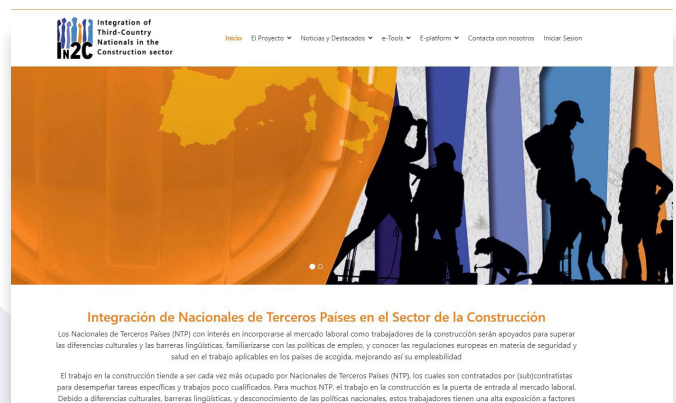 Integration of
Third-Country
Nationals in the
Construction sector
IN2C
Inicio El Proyecto Noticias y Destacados e-Tools E-platform Contacta con nosotros Iniciar Sesion
Integración de Nacionales de Terceros Países en el Sector de la Construcción
Los Nacionales de Terceros Países (NTP) con interés en incorporarse al mercado laboral como trabajadores de la construcción serán apoyados para superar
las diferencias culturales y las barreras lingüísticas, familiarizarse con las políticas de empleo, y conocer las regulaciones europeas en materia de seguridad y
salud en el trabajo aplicables en los países de acogida, mejorando así su empleabilidad
El trabajo en la construcción tiende a ser cada vez más ocupado por Nacionales de Terceros Países (NTP), los cuales son contratados por (sub)contratistas
para desempeñar tareas específicas y trabajos poco cualificados. Para muchos NTP, el trabajo en la construcción es la puerta de entrada al mercado laboral.
Debido a diferencias culturales, barreras lingüísticas, y desconocimiento de las políticas nacionales, estos trabajadores tienen una alta exposición a factores